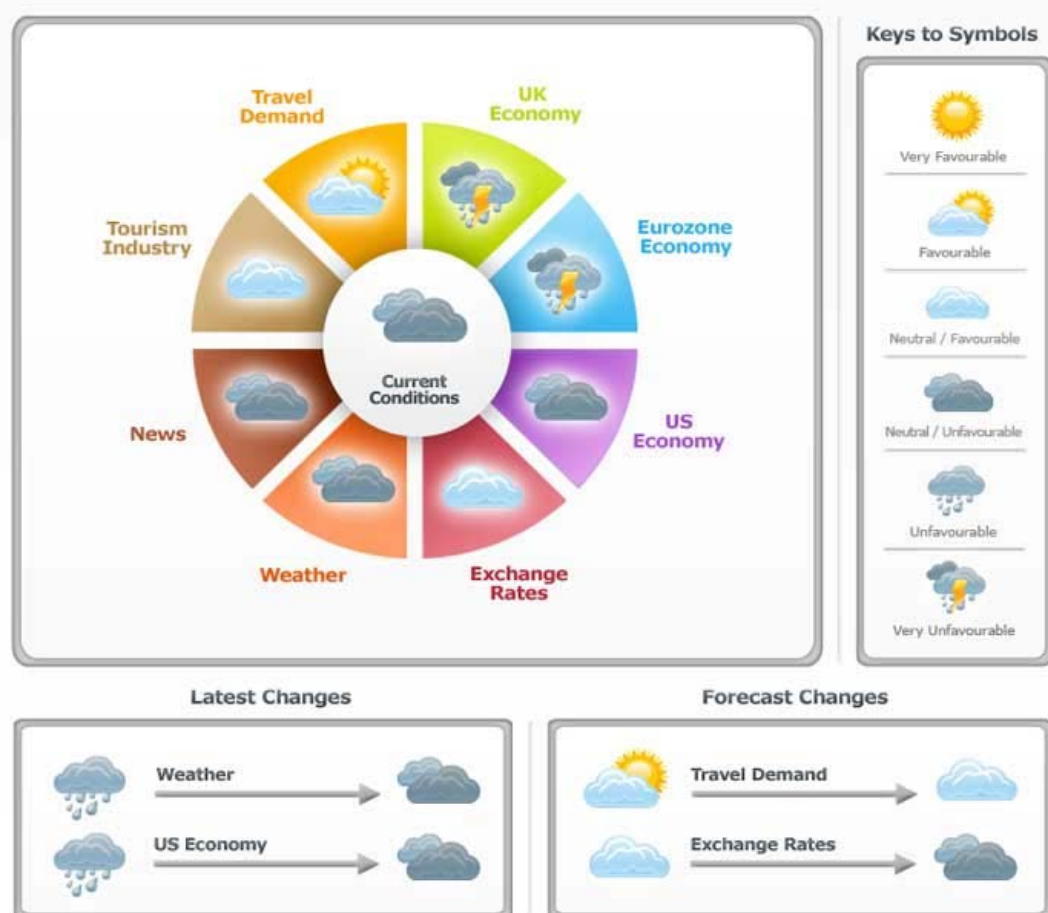 Keys to Symbols
Travel
Demand
UK
Economy
Tourism
Industry
Eurozone
Economy
Current
Conditions
News
US
Economy
Weather
Exchange
Rates
Very Favourable
Favourable
Neutral / Favourable
Neutral / Unfavourable
Unfavourable
Very Unfavourable
Latest Changes
Weather
US Economy
Forecast Changes
Travel Demand
Exchange Rates